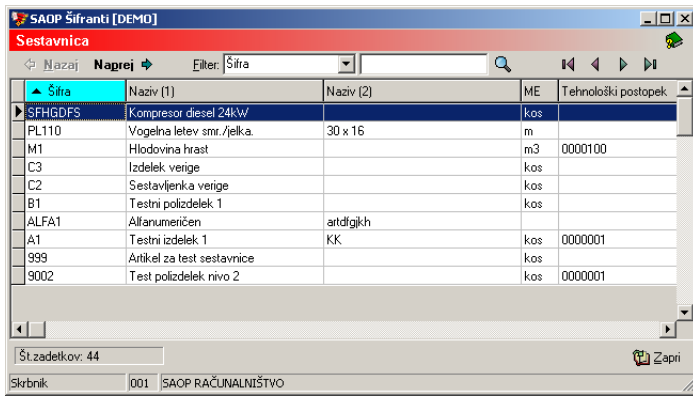 SAOP Šifranti [DEMO]
Sestavnica
Nazaj Naprej Filter: Šifra
Šifra Naziv (1) Naziv (2) ME Tehnološki postopek
SFHGDFS Kompresor diesel 24kW kos
PL110 Vogelna letev smr./jelka. 30 x 16 m
M1 Hlodovina hrast m3 0000100
C3 Izdelek verige kos
C2 Sestavljenka verige kos
B1 Testni polizdelek 1 kos
ALFA1 Alfanumeričen artdfgjkh
A1 Testni izdelek 1 KK kos 0000001
999 Artikel za test sestavnice kos
9002 Test polizdelek nivo 2 kos 0000001
Št.zadetkov: 44 Zapri
Skrbnik 001 SAOP RAČUNALNIŠTVO